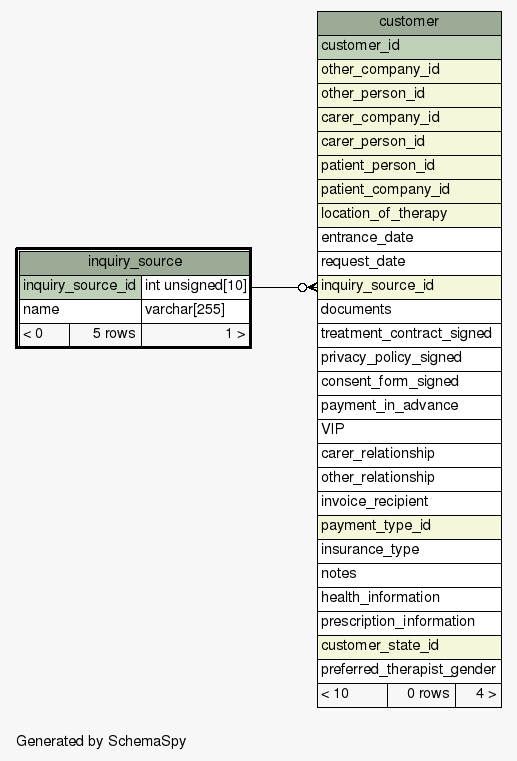 customer
customer_id
other_company_id
other_person_id
carer_company_id
carer_person_id
patient_person_id
patient_company_id
location_of_therapy
entrance_date
request_date
inquiry_source_id
documents
treatment_contract_signed
privacy_policy_signed
consent_form_signed
payment_in_advance
VIP
carer_relationship
other_relationship
invoice_recipient
payment_type_id
insurance_type
notes
health_information
prescription_information
customer_state_id
preferred_therapist_gender
< 10 0 rows 4 >
inquiry_source
inquiry_source_id int unsigned[10]
name varchar[255]
< 0 5 rows 1 >
Generated by SchemaSpy